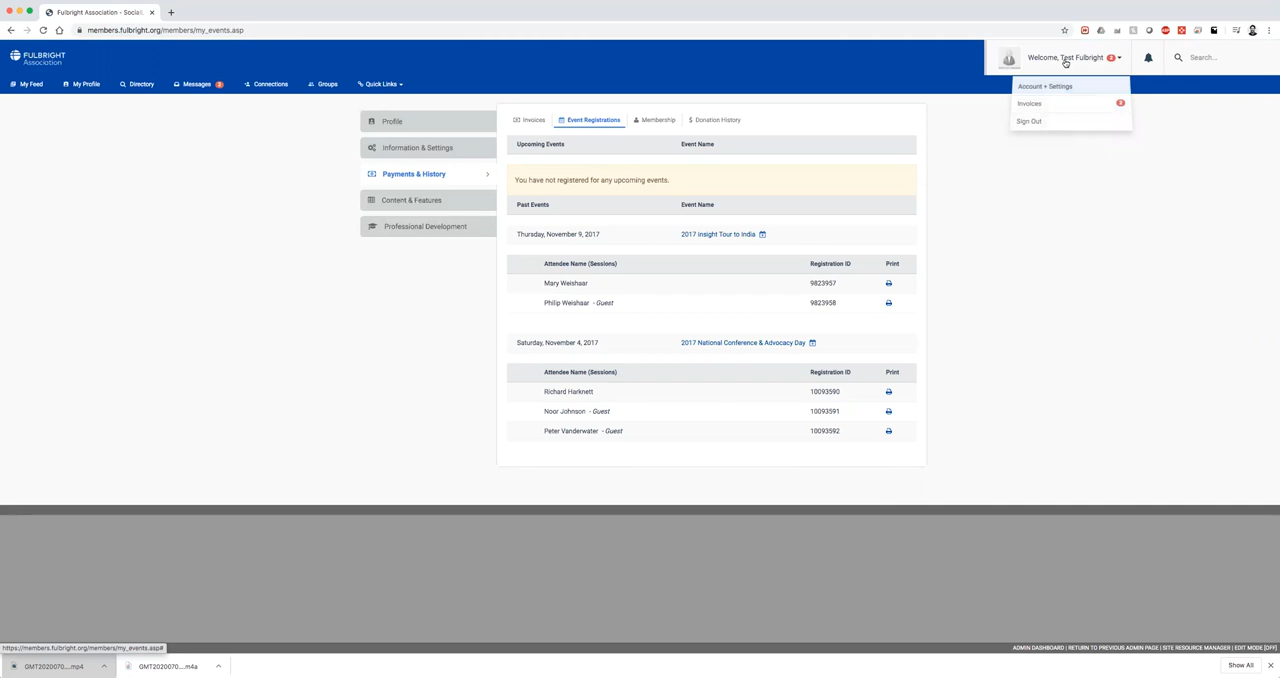 Fulbright Association - Social
members.fulbright.org/members/my_events.asp
FULBRIGHT
Association
Welcome, Test Fulbright
Search...
My Feed My Profile Directory Messages Connections Groups Quick Links
Account + Settings
Invoices
Sign Out
Profile
Information & Settings
Payments & History
Content & Features
Professional Development
Invoices Event Registrations Membership Donation History
Upcoming Events Event Name
You have not registered for any upcoming events.
Past Events Event Name
Thursday, November 9, 2017 2017 Insight Tour to India
Attendee Name (Sessions) Registration ID Print
Mary Weishaar 9823957
Philip Weishaar - Guest 9823958
Saturday, November 4, 2017 2017 National Conference & Advocacy Day
Attendee Name (Sessions) Registration ID Print
Richard Harknett 10093590
Noor Johnson - Guest 10093591
Peter Vanderwater - Guest 10093592
https://members.fulbright.org/members/my_events.asp#
ADMIN DASHBOARD | RETURN TO PREVIOUS ADMIN PAGE | SITE RESOURCE MANAGER | EDIT MODE [OFF]
GMT2020070....mp4 GMT2020070....m4a Show All